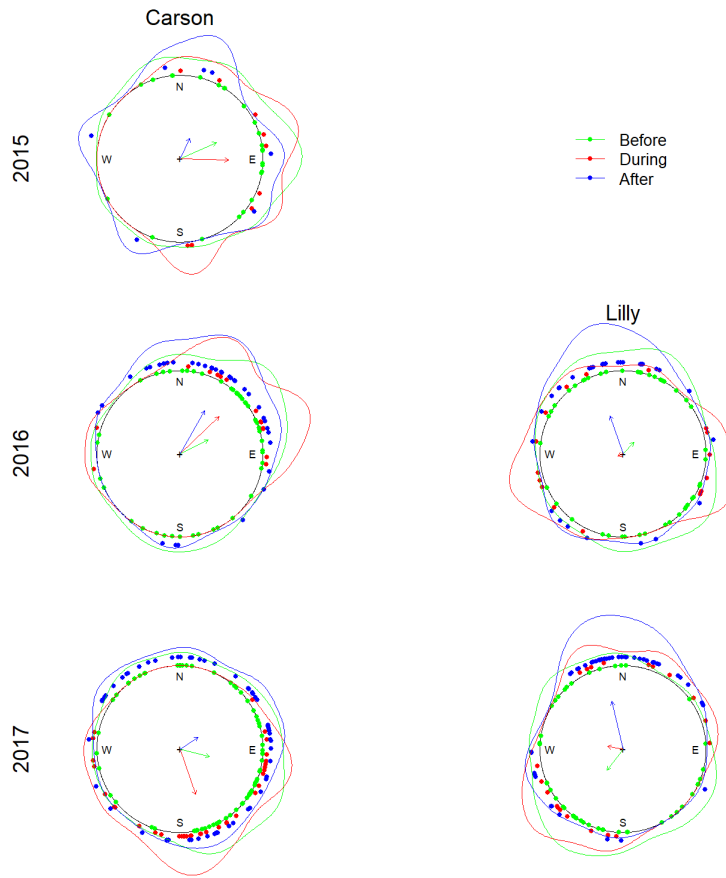 Carson
2015
N
W E
S
Before
During
After
Lilly
2016
N
W E
S
N
W E
S
2017
N
W E
S
N
W E
S